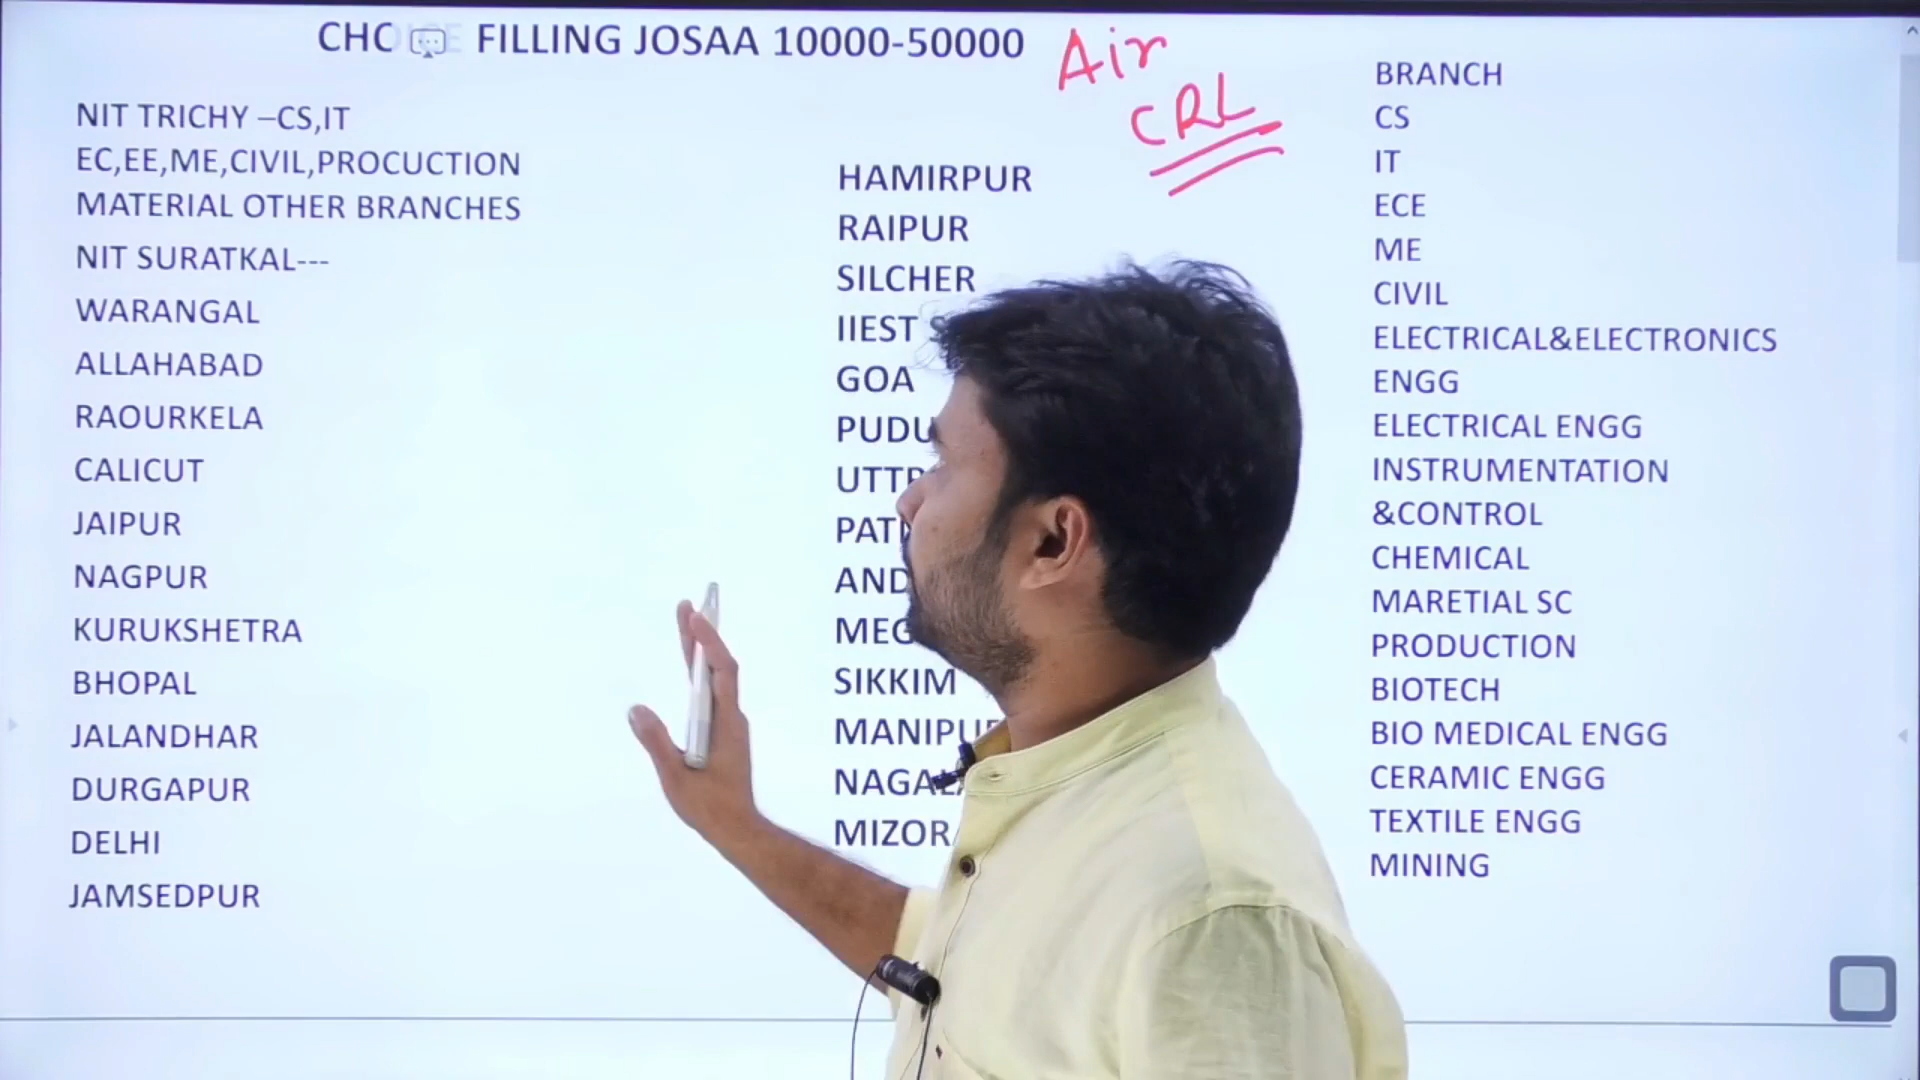 FILLING JOSAA 10000-50000
Air
CRL
NIT TRICHY –CS,IT
EC,EE,ME,CIVIL,PROCUCTION
MATERIAL OTHER BRANCHES
NIT SURATKAL---
WARANGAL
ALLAHABAD
RAOURKELA
CALICUT
JAIPUR
NAGPUR
KURUKSHETRA
BHOPAL
JALANDHAR
DURGAPUR
DELHI
JAMSEDPUR
HAMIRPUR
RAIPUR
SILCHER
IIEST
GOA
SIKKIM
BRANCH
CS
IT
ECE
ME
CIVIL
ELECTRICAL&ELECTRONICS
ENGG
ELECTRICAL ENGG
INSTRUMENTATION
&CONTROL
CHEMICAL
MARETIAL SC
PRODUCTION
BIOTECH
BIO MEDICAL ENGG
CERAMIC ENGG
TEXTILE ENGG
MINING